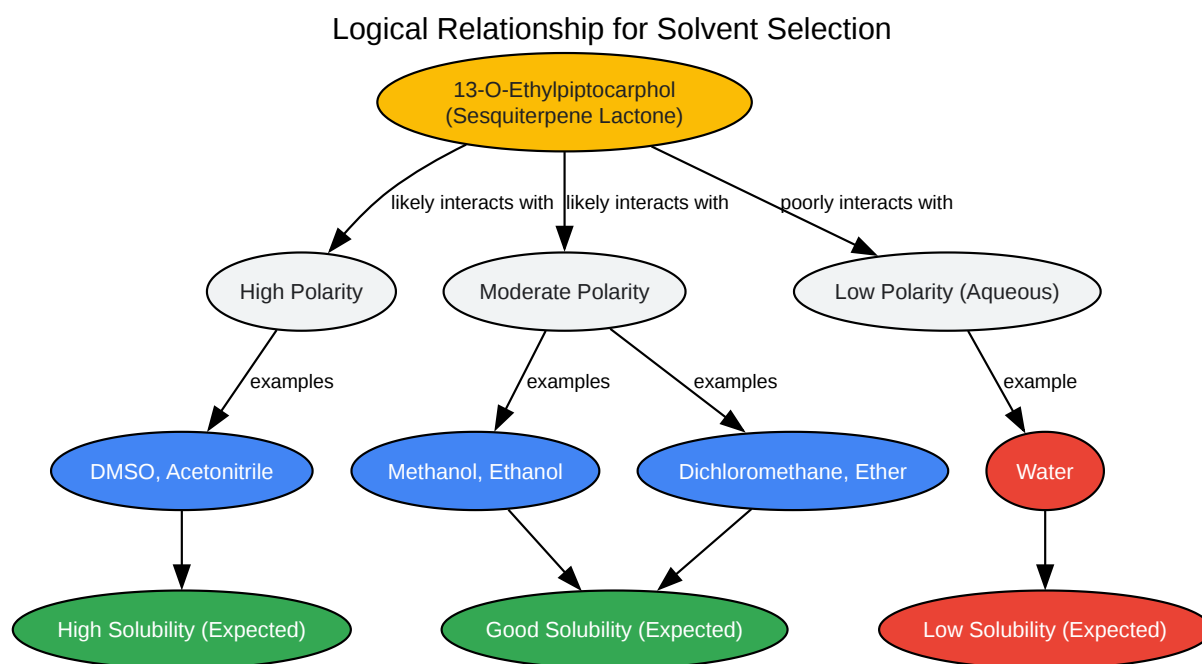 Logical Relationship for Solvent Selection
13-O-Ethylpiptocarphol
(Sesquiterpene Lactone)
likely interacts with
likely interacts with
poorly interacts with
High Polarity
Moderate Polarity
Low Polarity (Aqueous)
examples
examples
examples
example
DMSO, Acetonitrile
Methanol, Ethanol
Dichloromethane, Ether
Water
High Solubility (Expected)
Good Solubility (Expected)
Low Solubility (Expected)